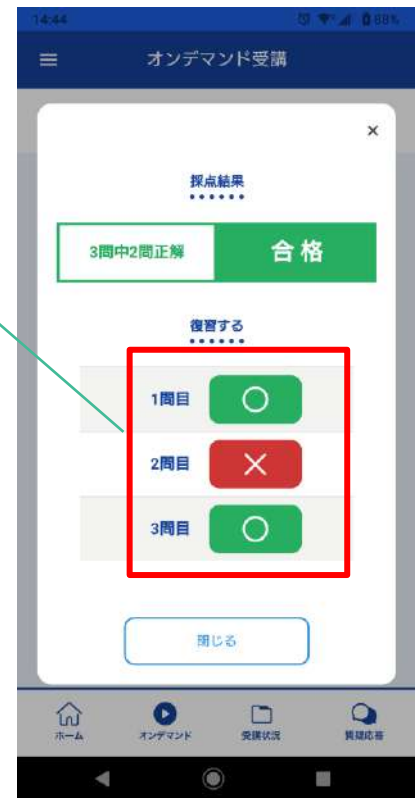 14:44 88%
オンデマンド受講
×
採点結果
3問中2問正解 合格
復習する
1問目
2問目
3問目
閉じる
ホーム オンデマンド 受講状況 質疑応答